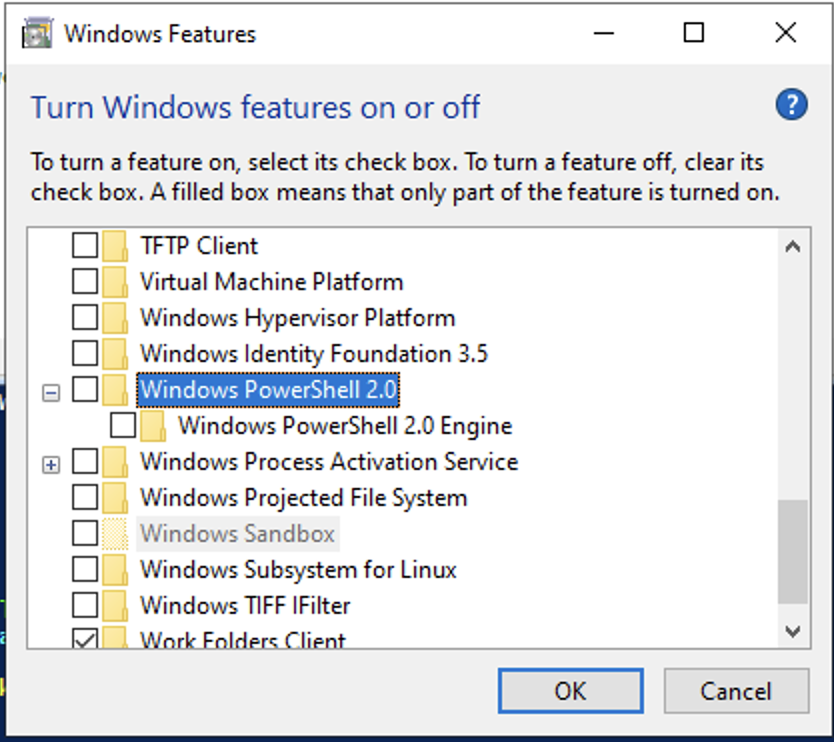 Windows Features
Turn Windows features on or off
?
To turn a feature on, select its check box. To turn a feature off, clear its
check box. A filled box means that only part of the feature is turned on.
TFTP Client
Virtual Machine Platform
Windows Hypervisor Platform
Windows Identity Foundation 3.5
Windows PowerShell 2.0
Windows PowerShell 2.0 Engine
Windows Process Activation Service
Windows Projected File System
Windows Sandbox
Windows Subsystem for Linux
Windows TIFF IFilter
Work Folders Client
OK
Cancel